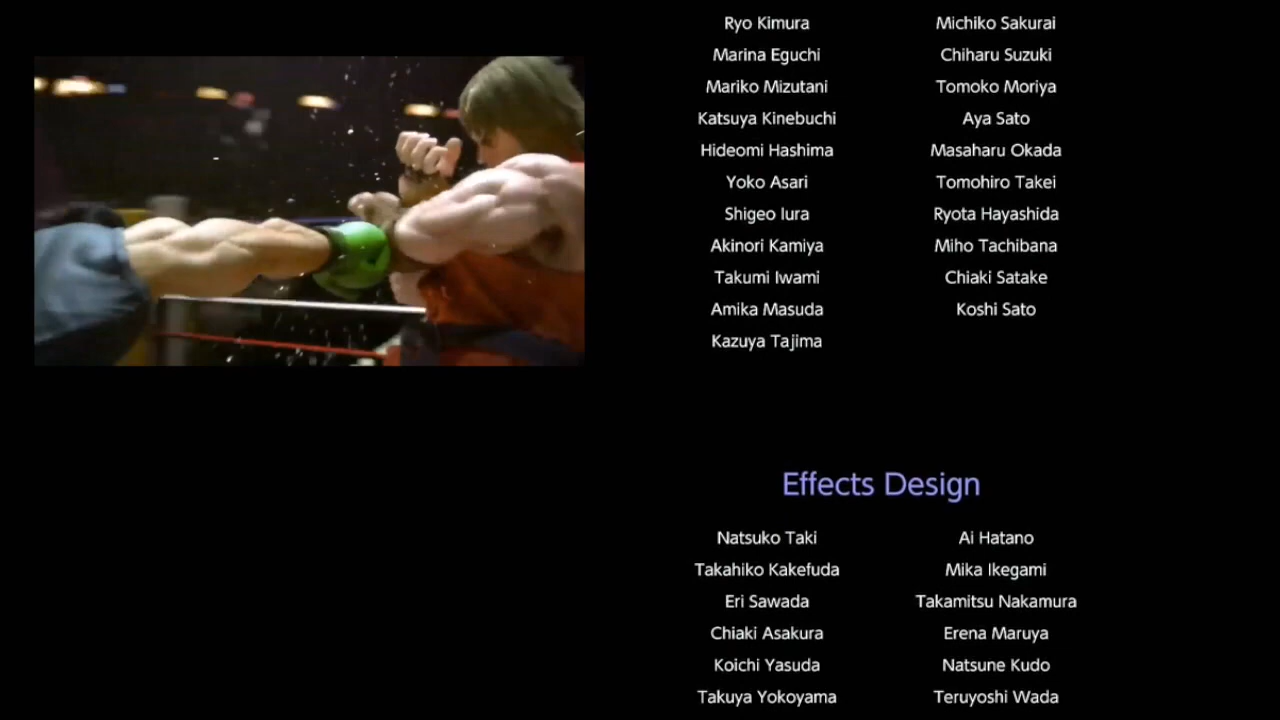 Ryo Kimura Michiko Sakurai
Marina Eguchi Chiharu Suzuki
Mariko Mizutani Tomoko Moriya
Katsuya Kinebuchi Aya Sato
Hideomi Hashima Masaharu Okada
Yoko Asari Tomohiro Takei
Shigeo Iura Ryota Hayashida
Akinori Kamiya Miho Tachibana
Takumi Iwami Chiaki Satake
Amika Masuda Koshi Sato
Kazuya Tajima
Effects Design
Natsuko Taki Ai Hatano
Takahiko Kakefuda Mika Ikegami
Eri Sawada Takamitsu Nakamura
Chiaki Asakura Erena Maruya
Koichi Yasuda Natsune Kudo
Takuya Yokoyama Teruyoshi Wada